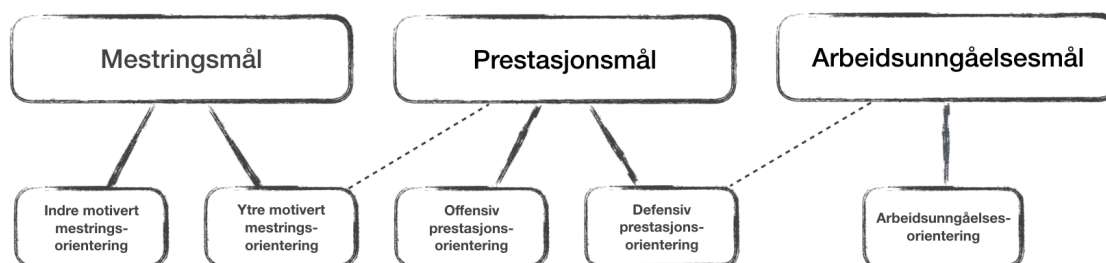 Mestringsmål
Prestasjonsmål
Arbeidsunngåelsesmål
Indre motivert
mestrings-
orientering
Ytre motivert
mestrings-
orientering
Offensiv
prestasjons-
orientering
Defensiv
prestasjons-
orientering
Arbeidsunngåelses-
orientering